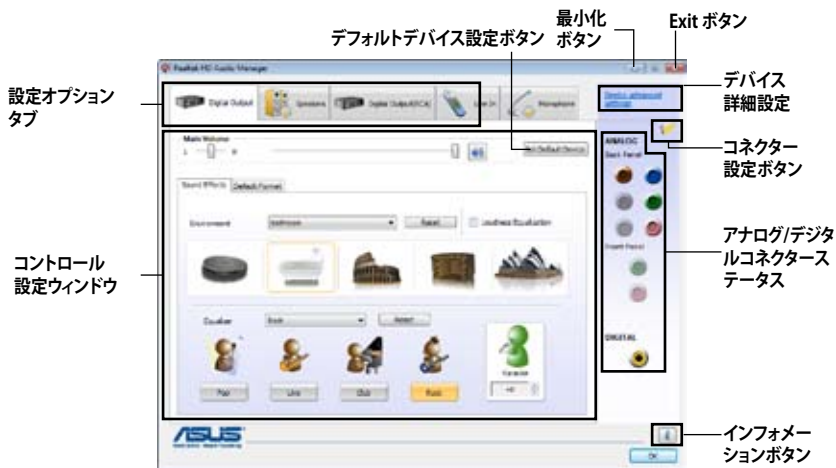 最小化
ボタン
Exit ボタン
デフォルトデバイス設定ボタン
Realtek HD Audio Manager
設定オプション
タブ
Digital Output
Speakers
Digital Output(RCA)
Line In
Microphone
Device advanced
settings
デバイス
詳細設定
Main Volume
L
R
Set Default Device
ANALOG
Back Panel
コネクター
設定ボタン
Sound Effects
Default Format
Environment
Bathroom
Reset
Loudness Equalization
Front Panel
アナログ/デジタ
ルコネクタース
テータス
コントロール
設定ウィンドウ
Equalizer
Rock
Reset
Pop
Live
Club
Rock
Karaoke
+0
DIGITAL
ASUS
インフォメー
ションボタン
OK